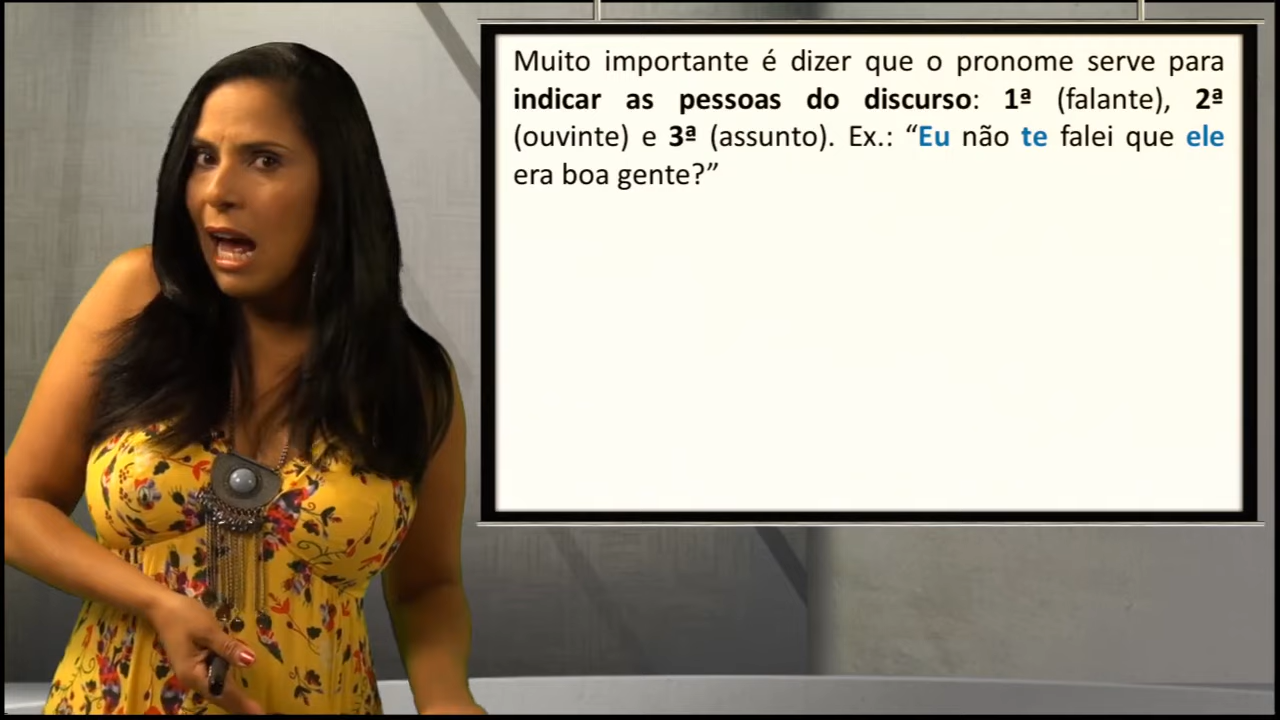 Muito importante é dizer que o pronome serve para
indicar as pessoas do discurso: 1ª (falante), 2ª
(ouvinte) e 3ª (assunto). Ex.: “Eu não te falei que ele
era boa gente?”